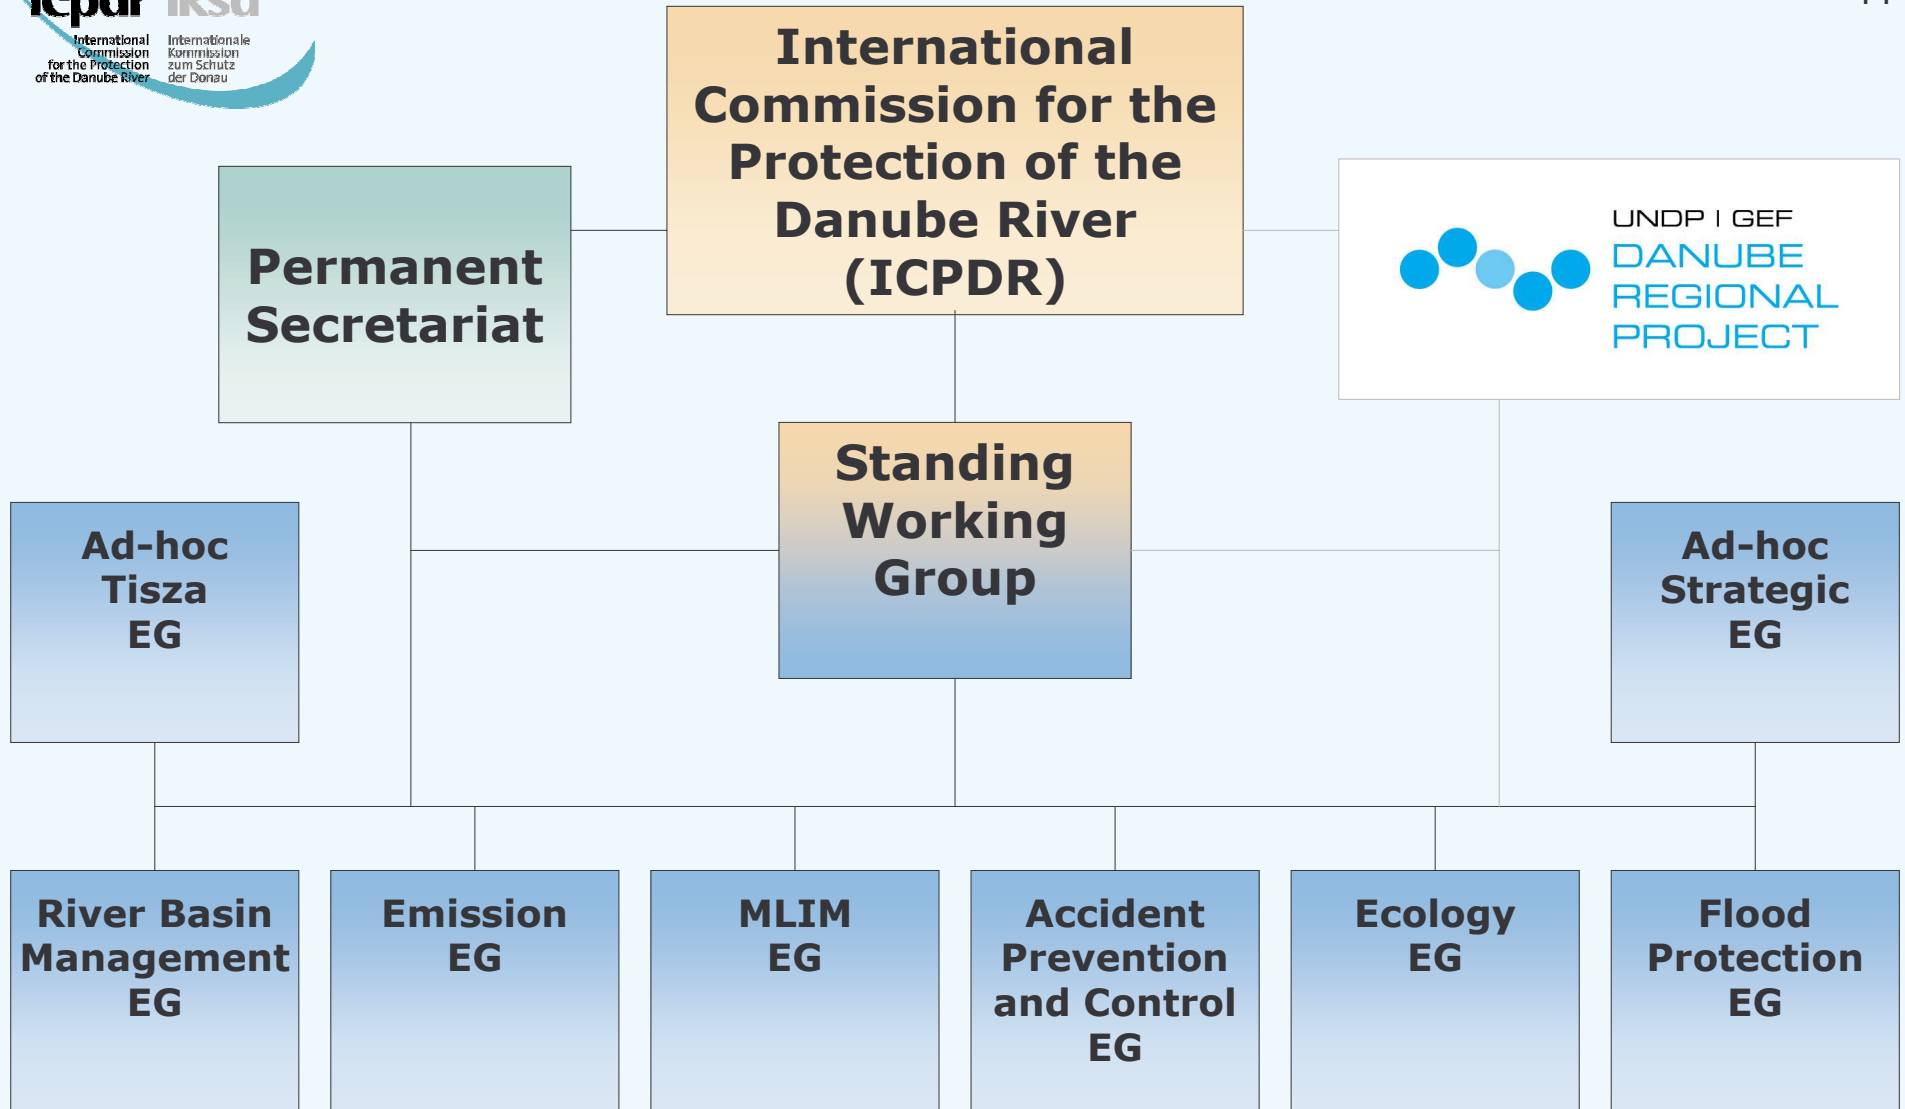 icpdr iksd
International
Commission
for the Protection
of the Danube River
Internationale
Kommission
zum Schutz
der Donau
International
Commission for the
Protection of the
Danube River
(ICPDR)
Permanent
Secretariat
UNDP | GEF
DANUBE
REGIONAL
PROJECT
Standing
Working
Group
Ad-hoc
Tisza
EG
Ad-hoc
Strategic
EG
River Basin
Management
EG
Emission
EG
MLIM
EG
Accident
Prevention
and Control
EG
Ecology
EG
Flood
Protection
EG